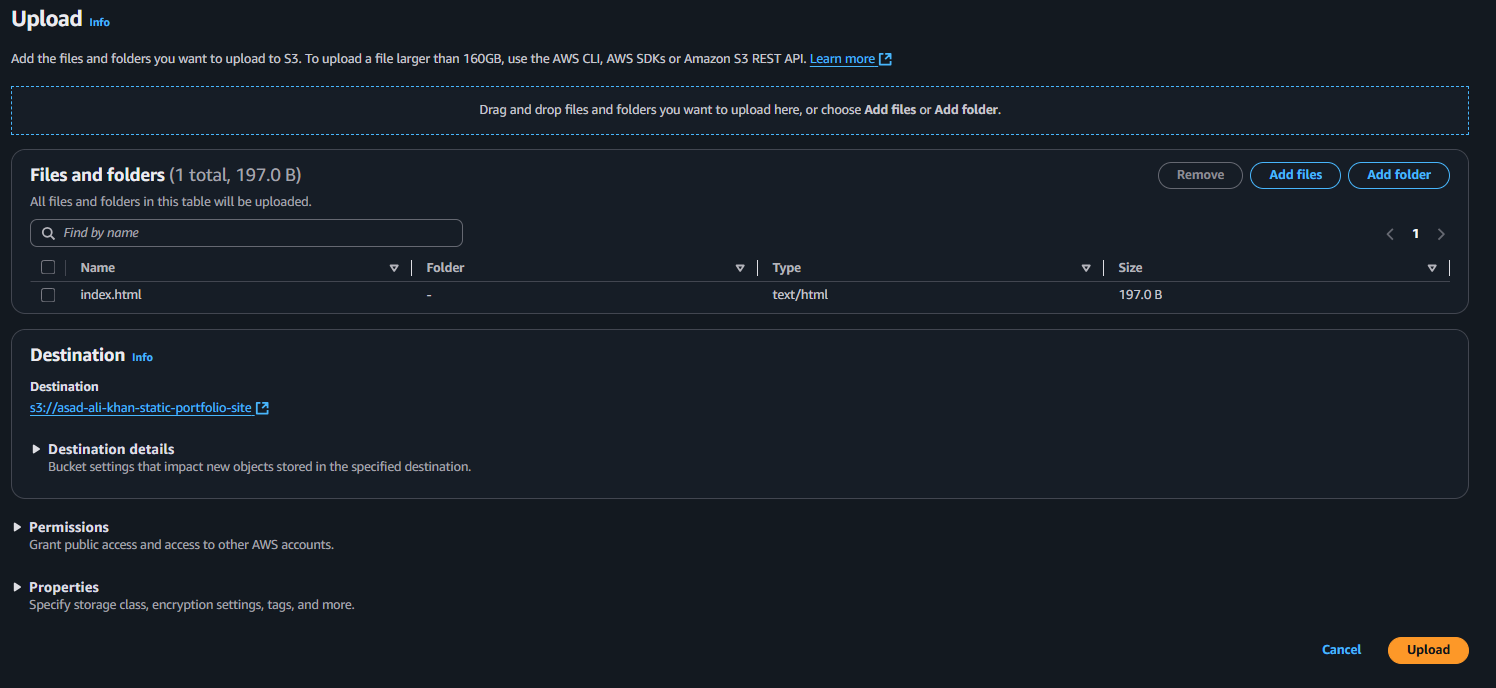 Upload Info
Add the files and folders you want to upload to S3. To upload a file larger than 160GB, use the AWS CLI, AWS SDKs or Amazon S3 REST API. Learn more
Drag and drop files and folders you want to upload here, or choose Add files or Add folder.
Files and folders (1 total, 197.0 B)
Remove Add files Add folder
All files and folders in this table will be uploaded.
Find by name
1
Name Folder Type Size
index.html - text/html 197.0 B
Destination Info
Destination
s3://asad-ali-khan-static-portfolio-site
Destination details
Bucket settings that impact new objects stored in the specified destination.
Permissions
Grant public access and access to other AWS accounts.
Properties
Specify storage class, encryption settings, tags, and more.
Cancel Upload